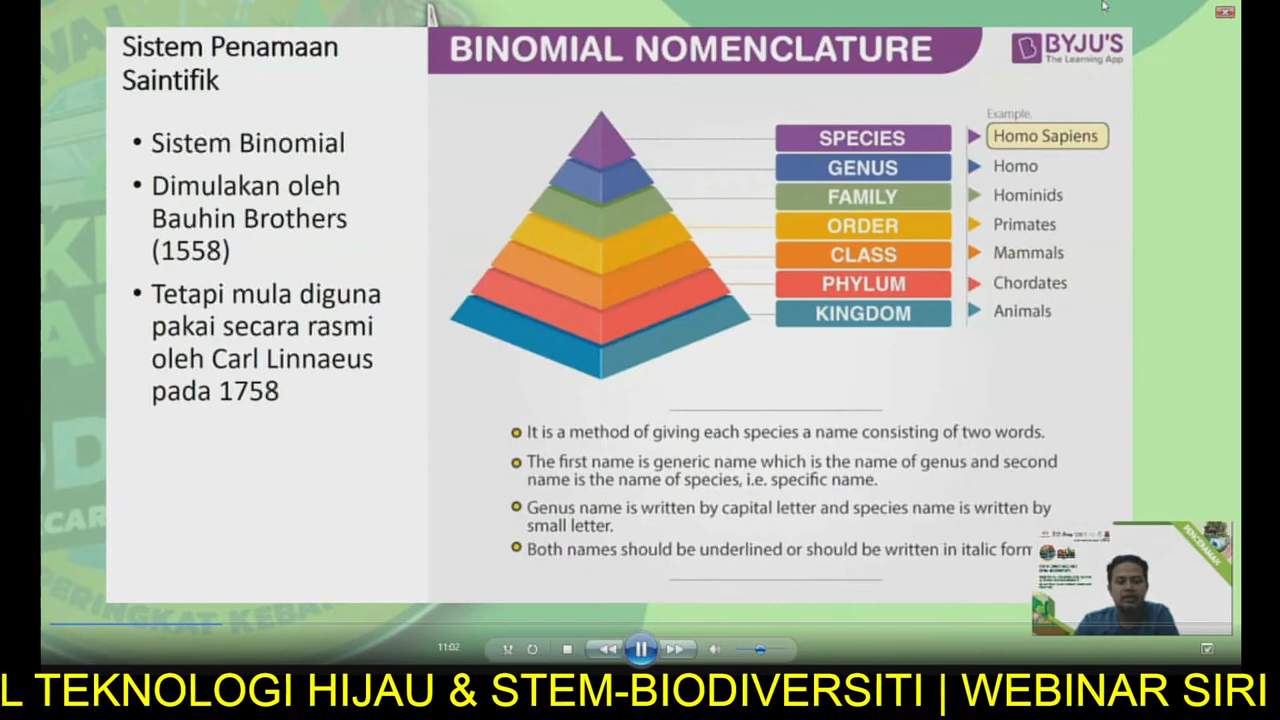 Sistem Penamaan
Saintifik
• Sistem Binomial
• Dimulakan oleh
Bauhin Brothers
(1558)
• Tetapi mula diguna
pakai secara rasmi
oleh Carl Linnaeus
pada 1758
BINOMIAL NOMENCLATURE
BYJU'S
The Learning App
Example,
SPECIES
Homo Sapiens
GENUS
Homo
FAMILY
Hominids
ORDER
Primates
CLASS
Mammals
PHYLUM
Chordates
KINGDOM
Animals
It is a method of giving each species a name consisting of two words.
The first name is generic name which is the name of genus and second
name is the name of species, i.e. specific name.
Genus name is written by capital letter and species name is written by
small letter.
Both names should be underlined or should be written in italic form
PENCERAMAH
11:02
L TEKNOLOGI HIJAU & STEM-BIODIVERSITI | WEBINAR SIRI